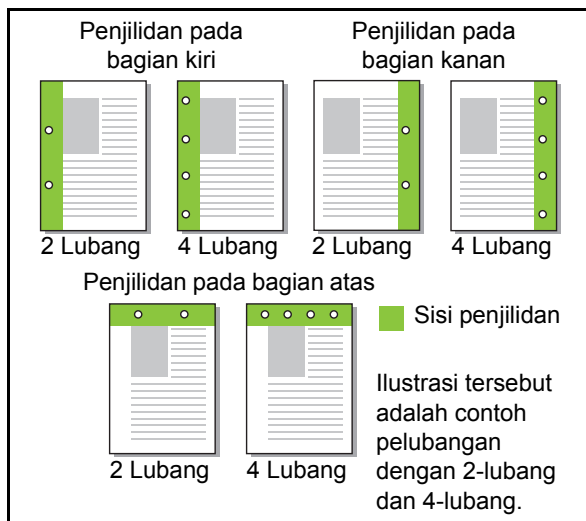 Penjilidan pada
bagian kiri
Penjilidan pada
bagian kanan
2 Lubang
4 Lubang
2 Lubang
4 Lubang
Penjilidan pada bagian atas
2 Lubang
4 Lubang
Sisi penjilidan
Ilustrasi tersebut
adalah contoh
pelubangan
dengan 2-lubang
dan 4-lubang.